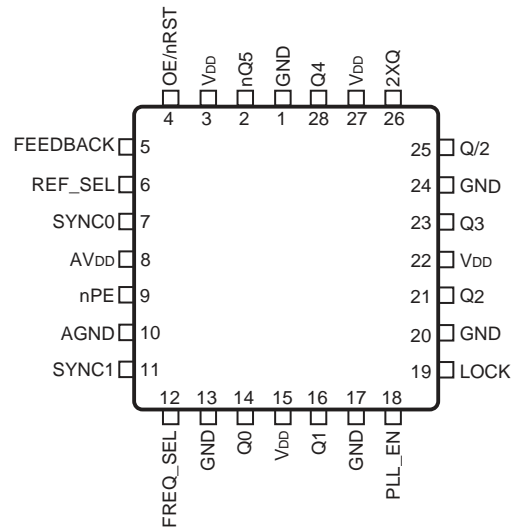 OE/nRST
VDD
nQ5
GND
Q4
VDD
2XQ
4
3
2
1
28
27
26
FEEDBACK 5
REF_SEL 6
SYNC0 7
AVDD 8
nPE 9
AGND 10
SYNC1 11
25 Q/2
24 GND
23 Q3
22 VDD
21 Q2
20 GND
19 LOCK
12
13
14
15
16
17
18
FREQ_SEL
GND
Q0
VDD
Q1
GND
PLL_EN